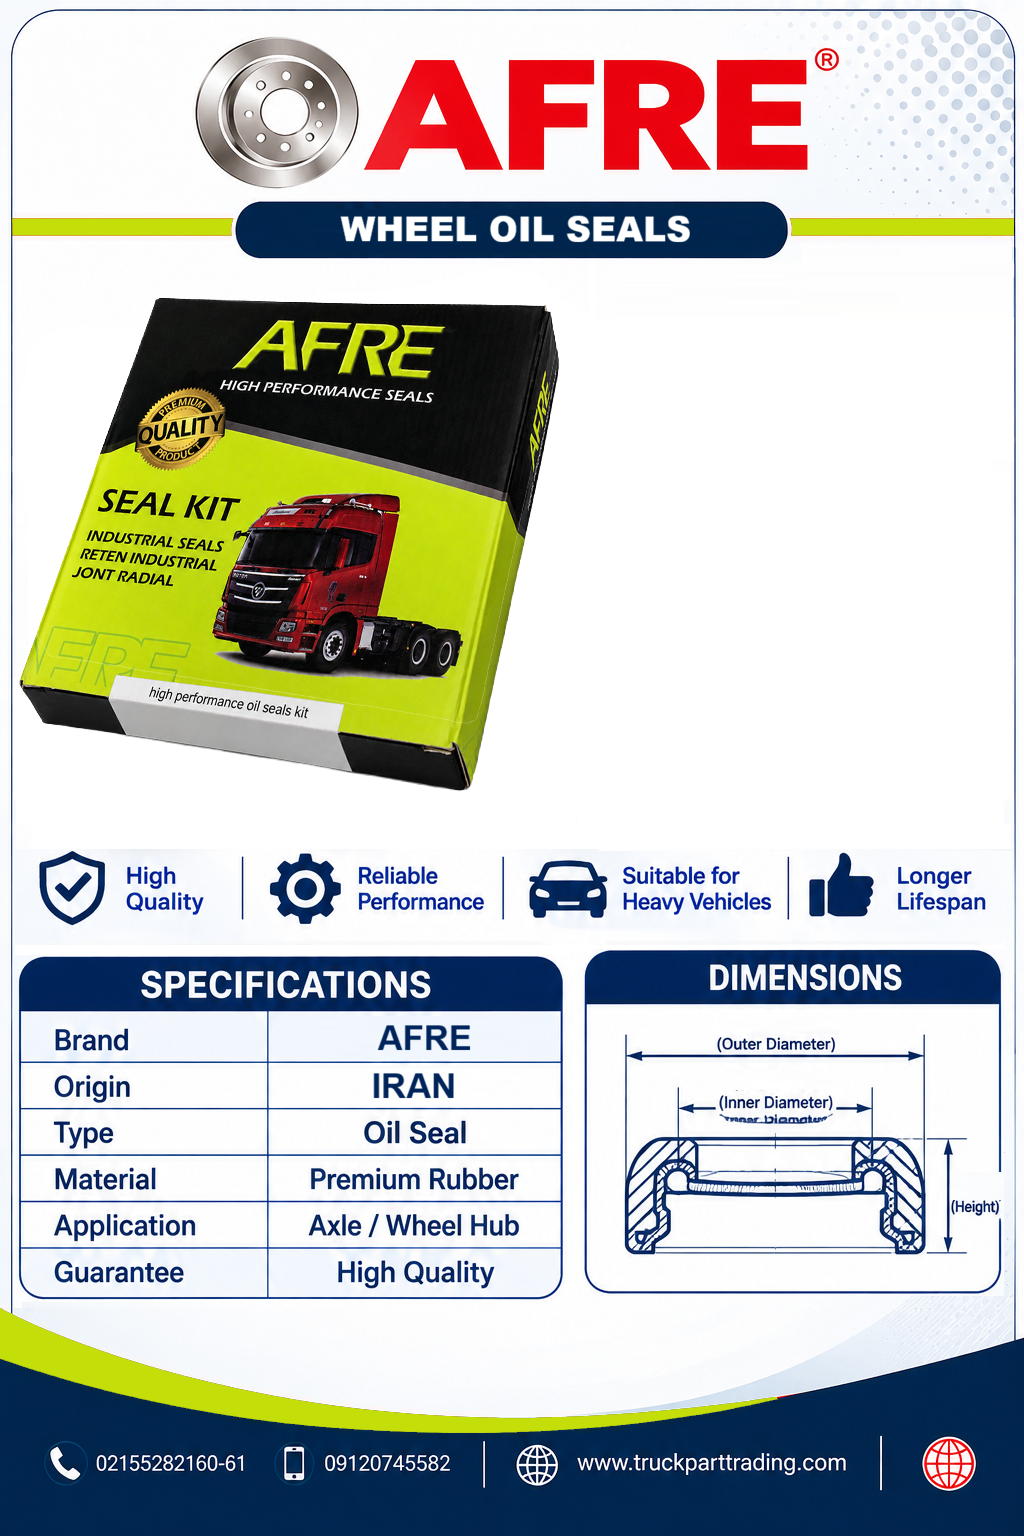 AFRE®
WHEEL OIL SEALS
AFRE
HIGH PERFORMANCE SEALS
PREMIUM
QUALITY
PRODUCT
AFRE
SEAL KIT
INDUSTRIAL SEALS
RETEN INDUSTRIAL
JONT RADIAL
AFRE
high performance oil seals kit
High
Quality
Reliable
Performance
Suitable for
Heavy Vehicles
Longer
Lifespan
SPECIFICATIONS
Brand AFRE
Origin IRAN
Type Oil Seal
Material Premium Rubber
Application Axle / Wheel Hub
Guarantee High Quality
DIMENSIONS
(Outer Diameter)
(Inner Diameter)
(Height)
02155282160-61
09120745582
www.truckparttrading.com